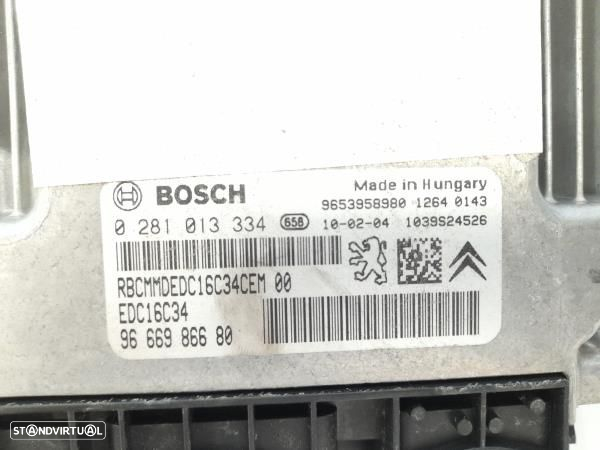 BOSCH
Made in Hungary
0 281 013 334 658
9653958980 1264 0143
10-02-04 1039S24526
RBCMMDEDC16C34CEM 00
EDC16C34
96 669 866 80
STANDVIRTUAL